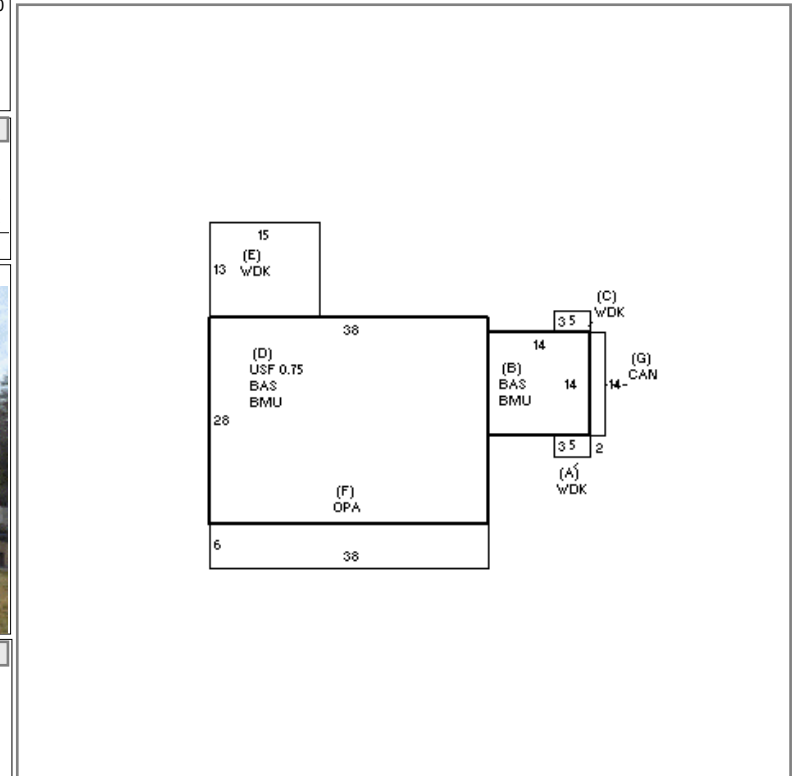 15
(E)
13 WDK
(C)
WDK
3 5
38
14
(D)
USF 0.75
BAS
BMU
(B)
BAS
BMU
14
14
(G)
CAN
28
3 5
2
(A)
WDK
(F)
OPA
6
38